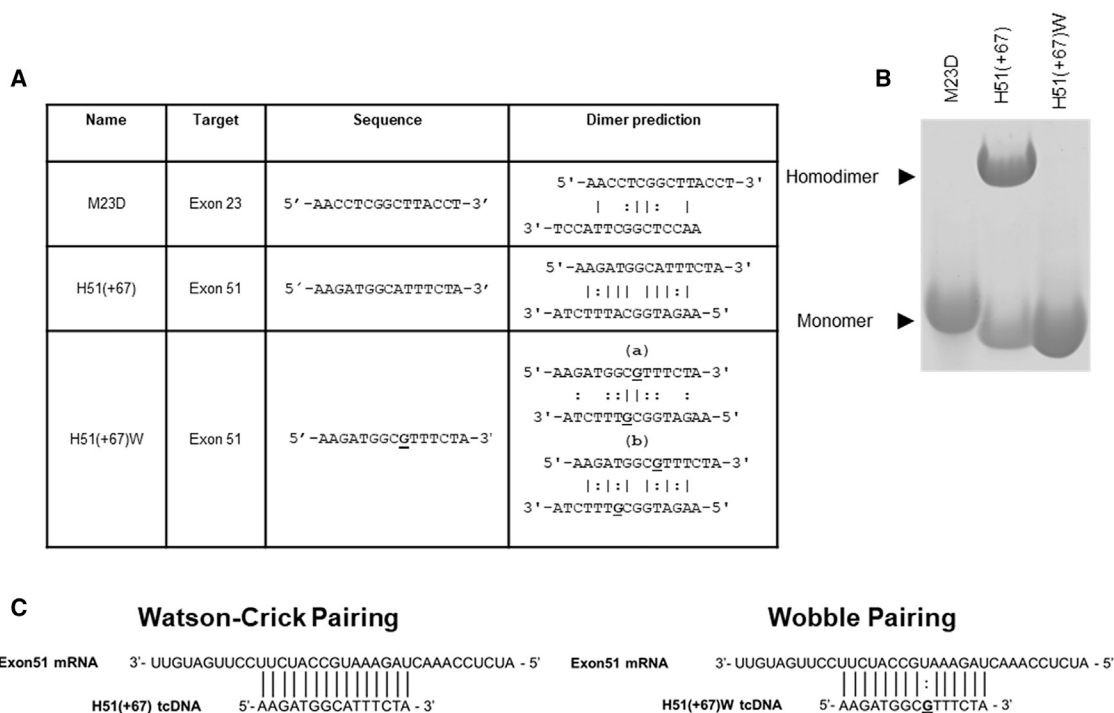 A
Name Target Sequence Dimer prediction
M23D Exon 23 5’-AACCTCGGCTTACCT-3’
5'-AACCTCGGCTTACCT-3'
| :||: |
3'-TCCATTCGGCTCCAA
H51(+67) Exon 51 5´-AAGATGGCATTTCTA-3’
5'-AAGATGGCATTTCTA-3'
|:||| |||:|
3'-ATCTTTACGGTAGAA-5'
H51(+67)W Exon 51 5’-AAGATGGCGTTTCTA-3'
(a)
5'-AAGATGGCGTTTCTA-3'
: ::||:: :
3'-ATCTTTGCGGTAGAA-5'
(b)
5'-AAGATGGCGTTTCTA-3'
|:|:| |:|:|
3'-ATCTTTGCGGTAGAA-5'
B
M23D
H51(+67)
H51(+67)W
Homodimer
Monomer
C
Watson-Crick Pairing
Exon51 mRNA 3'- UUGUAGUUCCUUCUACCGUAAAGAUCAAACCUCUA - 5'
H51(+67) tcDNA 5'-AAGATGGCATTTCTA - 3'
Wobble Pairing
Exon51 mRNA 3'- UUGUAGUUCCUUCUACCGUAAAGAUCAAACCUCUA - 5'
H51(+67)W tcDNA 5'- AAGATGGCGTTTCTA - 3'